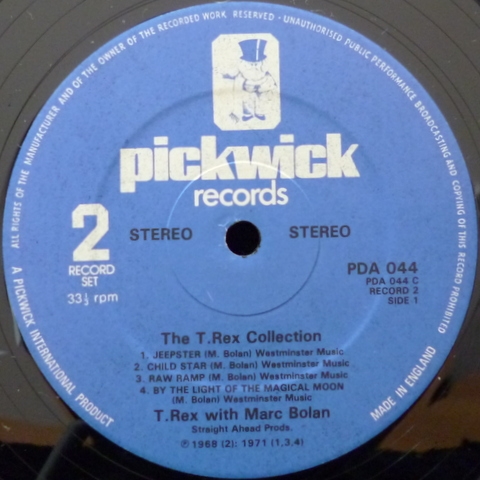 ALL RIGHTS OF THE MANUFACTURER AND OF THE OWNER OF THE RECORDED WORK RESERVED - UNAUTHORISED PUBLIC PERFORMANCE BROADCASTING AND COPYING OF THIS RECORD PROHIBITED
pickwick
records
2
RECORD
SET
33⅓ rpm
STEREO STEREO
PDA 044
PDA 044 C
RECORD 2
SIDE 1
The T.Rex Collection
1. JEEPSTER (M. Bolan) Westminster Music
2. CHILD STAR (M. Bolan) Westminster Music
3. RAW RAMP (M. Bolan) Westminster Music
4. BY THE LIGHT OF THE MAGICAL MOON
(M. Bolan) Westminster Music
T.Rex with Marc Bolan
Straight Ahead Prods.
℗ 1968 (2): 1971 (1,3,4)
A PICKWICK INTERNATIONAL PRODUCT
MADE IN ENGLAND